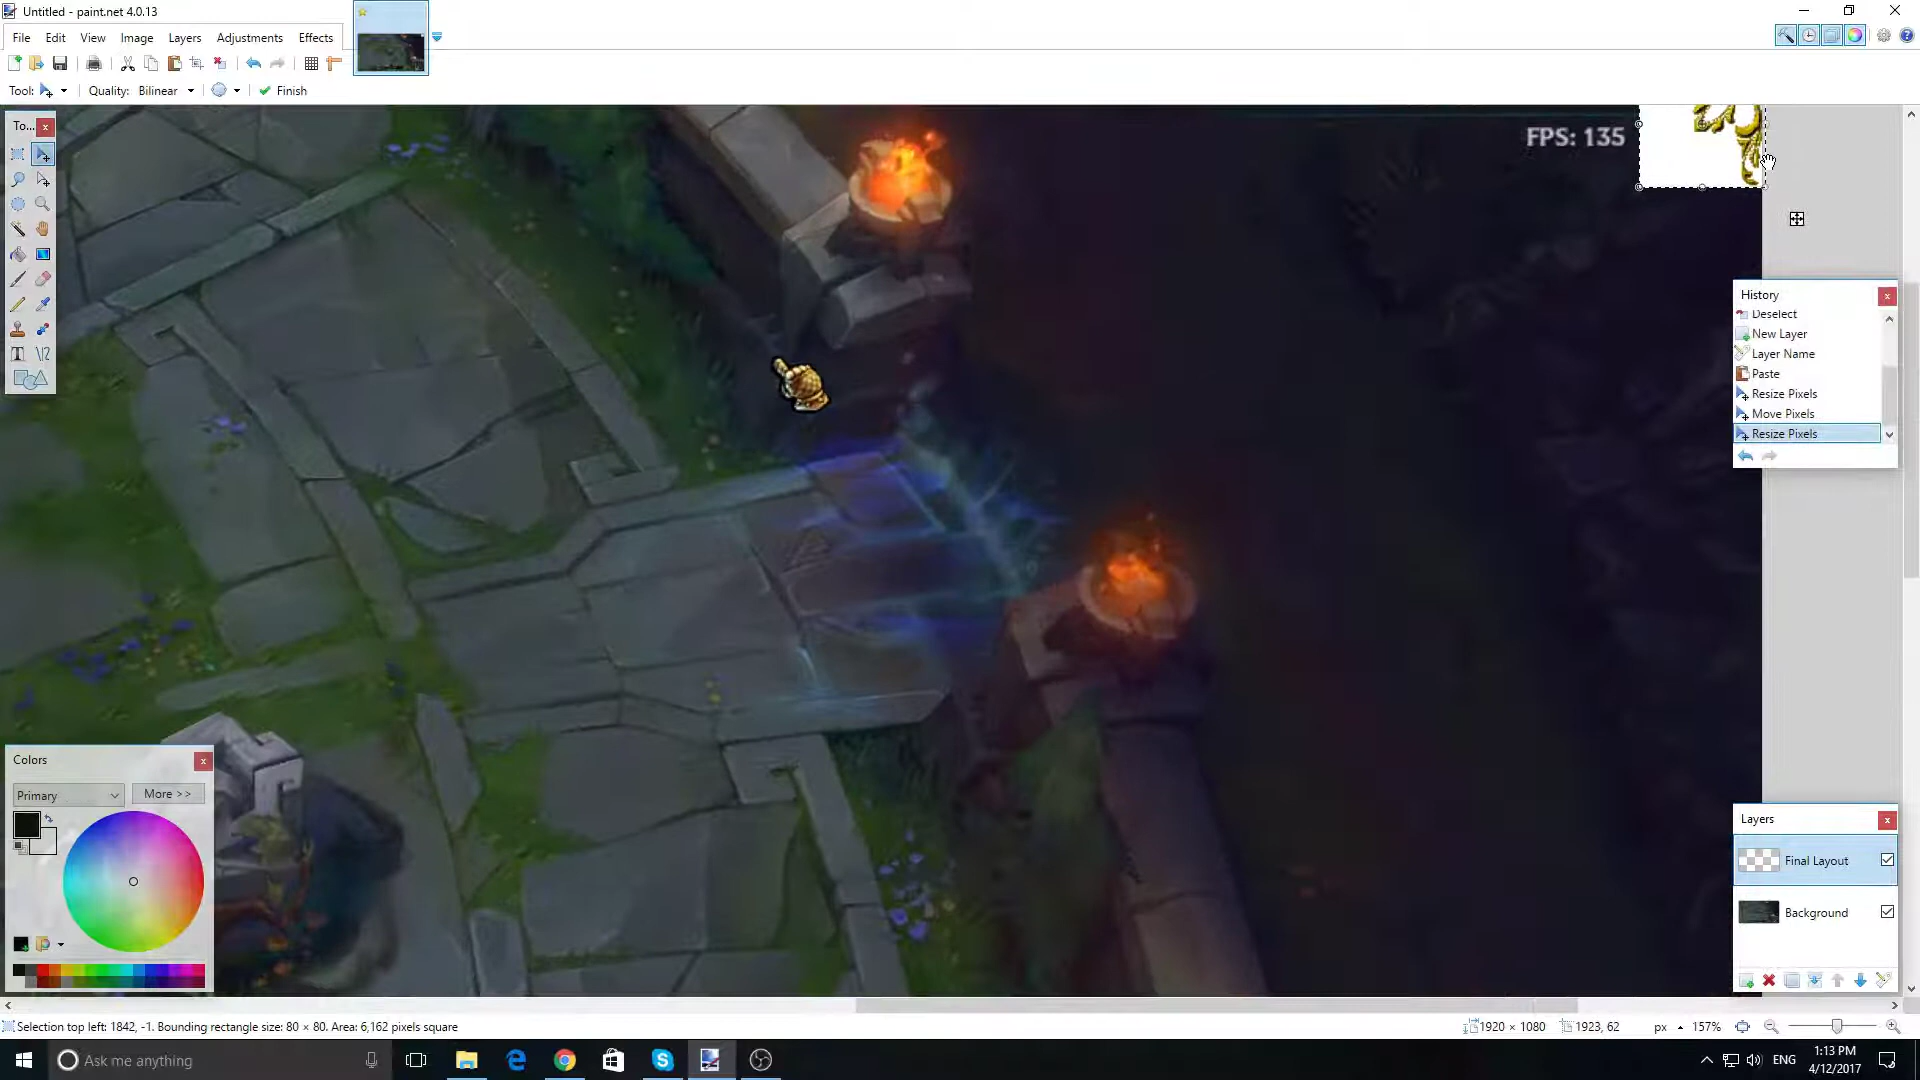 Untitled - paint.net 4.0.13
File Edit View Image Layers Adjustments Effects
Tool: Quality: Bilinear Finish
To...
FPS: 135
History
Deselect
New Layer
Layer Name
Paste
Resize Pixels
Move Pixels
Resize Pixels
Colors
Primary More >>
Layers
Final Layout
Background
Selection top left: 1842, -1. Bounding rectangle size: 80 × 80. Area: 6,162 pixels square 1920 × 1080 1923, 62 px 157%
Ask me anything ENG 1:13 PM
4/12/2017